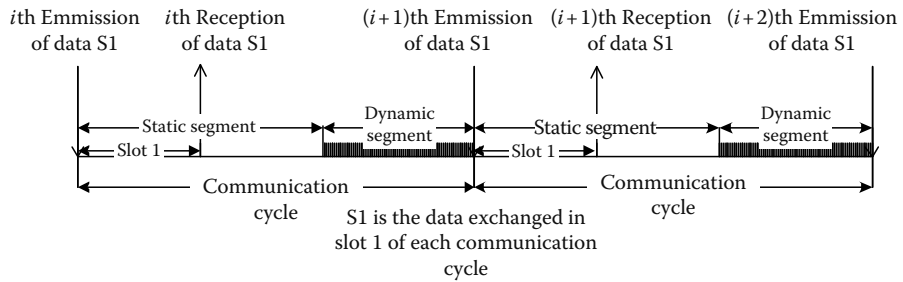 ith Emmission
of data S1
ith Reception
of data S1
(i+1)th Emmission
of data S1
(i+1)th Reception
of data S1
(i+2)th Emmission
of data S1
Static segment
Dynamic
segment
Static segment
Dynamic
segment
Slot 1
Slot 1
Communication
cycle
Communication
cycle
S1 is the data exchanged in
slot 1 of each communication
cycle